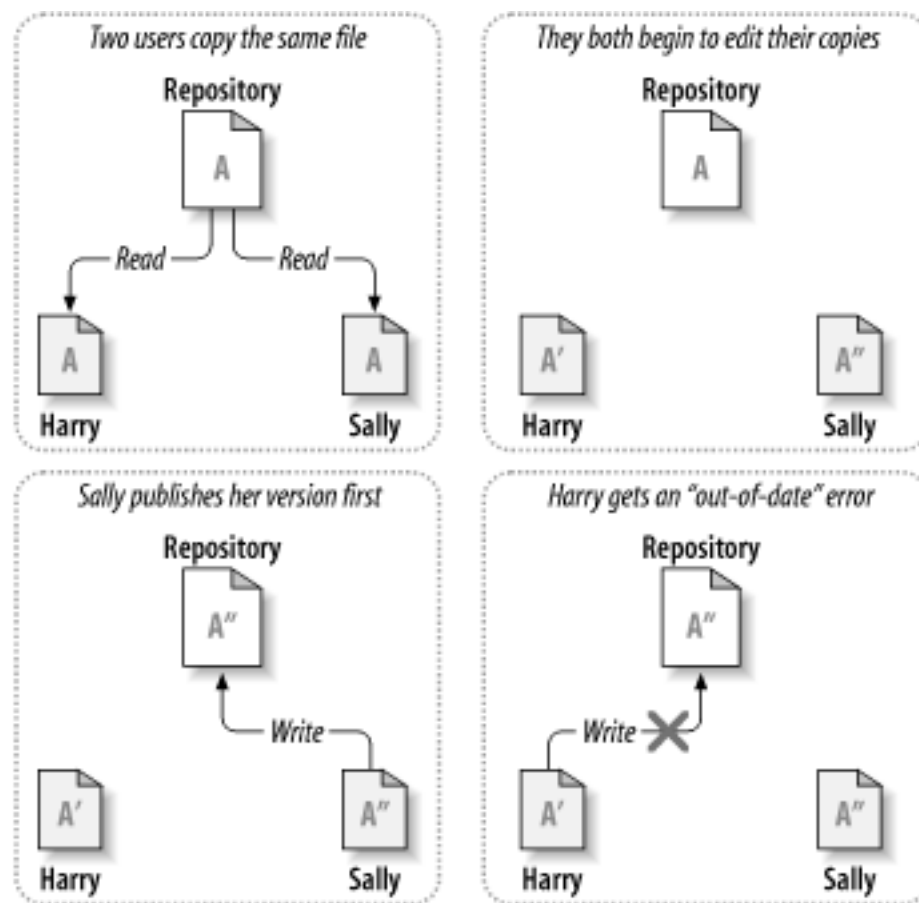 Two users copy the same file
Repository
A
Read
Read
A
A
Harry
Sally
They both begin to edit their copies
Repository
A
A'
A"
Harry
Sally
Sally publishes her version first
Repository
A"
Write
A'
A"
Harry
Sally
Harry gets an “out-of-date” error
Repository
A"
Write
A'
A"
Harry
Sally